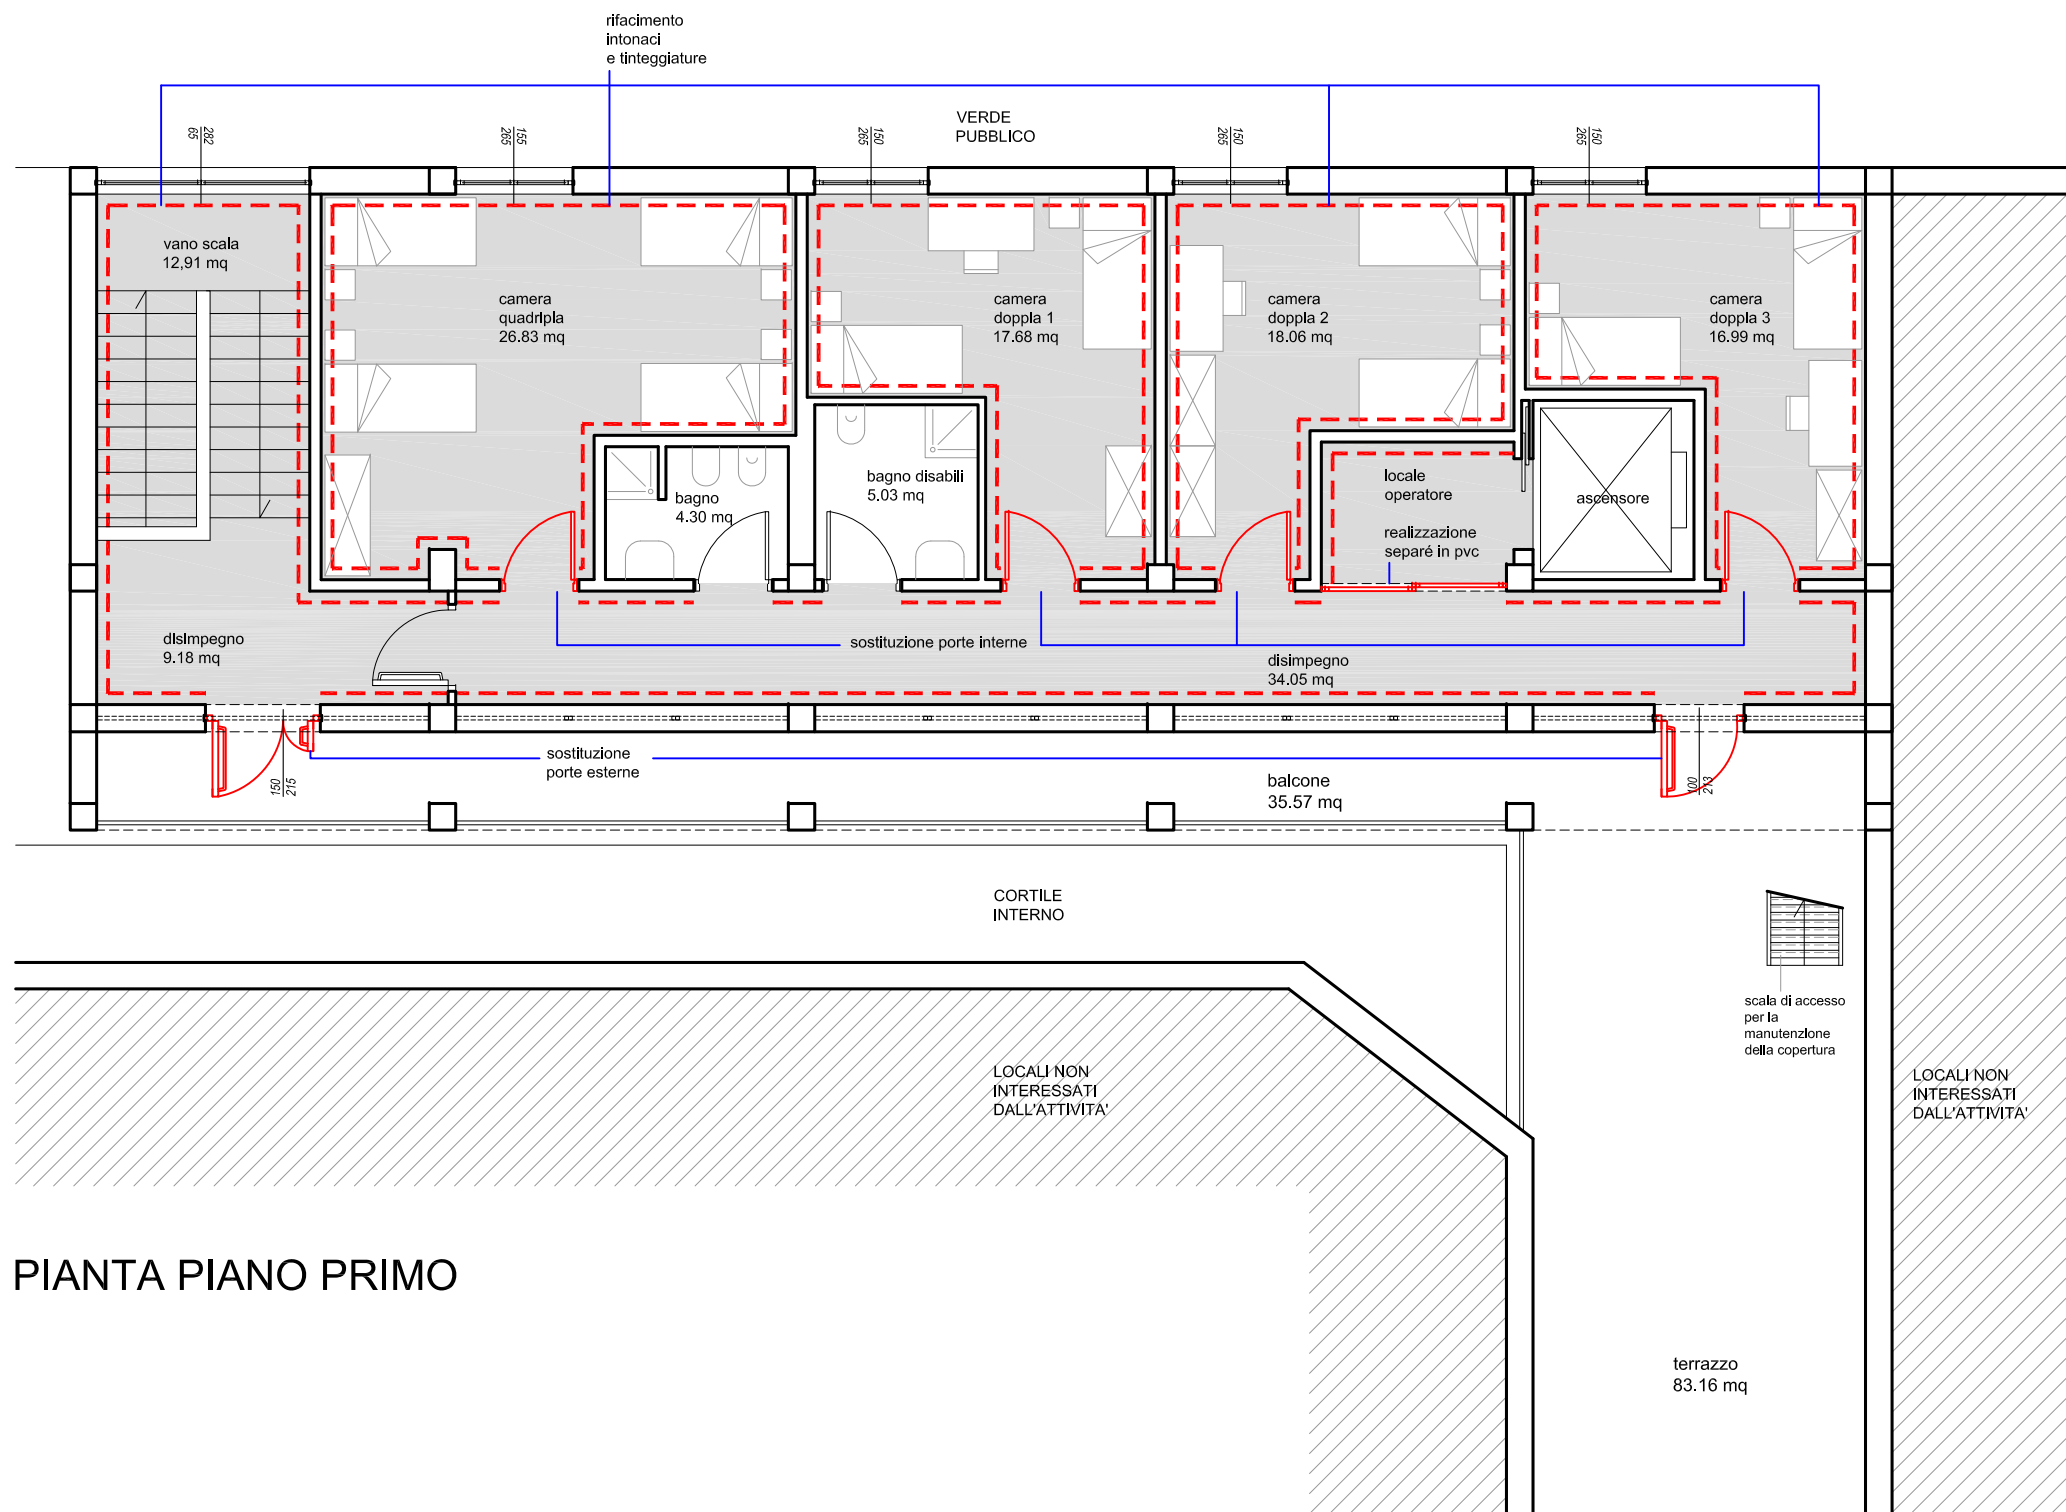 rifacimento
intonaci
e tinteggiature
VERDE
PUBBLICO
282
65
155
265
150
265
150
265
150
265
vano scala
12,91 mq
camera
quadripla
26.83 mq
camera
doppla 1
17.68 mq
camera
doppla 2
18.06 mq
camera
doppla 3
16.99 mq
bagno
4.30 mq
bagno disabili
5.03 mq
locale
operatore
realizzazione
separé in pvc
ascensore
disimpegno
9.18 mq
sostituzione porte interne
disimpegno
34.05 mq
sostituzione
porte esterne
150
215
100
213
balcone
35.57 mq
CORTILE
INTERNO
scala di accesso
per la
manutenzione
della copertura
LOCALI NON
INTERESSATI
DALL'ATTIVITA'
LOCALI NON
INTERESSATI
DALL'ATTIVITA'
PIANTA PIANO PRIMO
terrazzo
83.16 mq